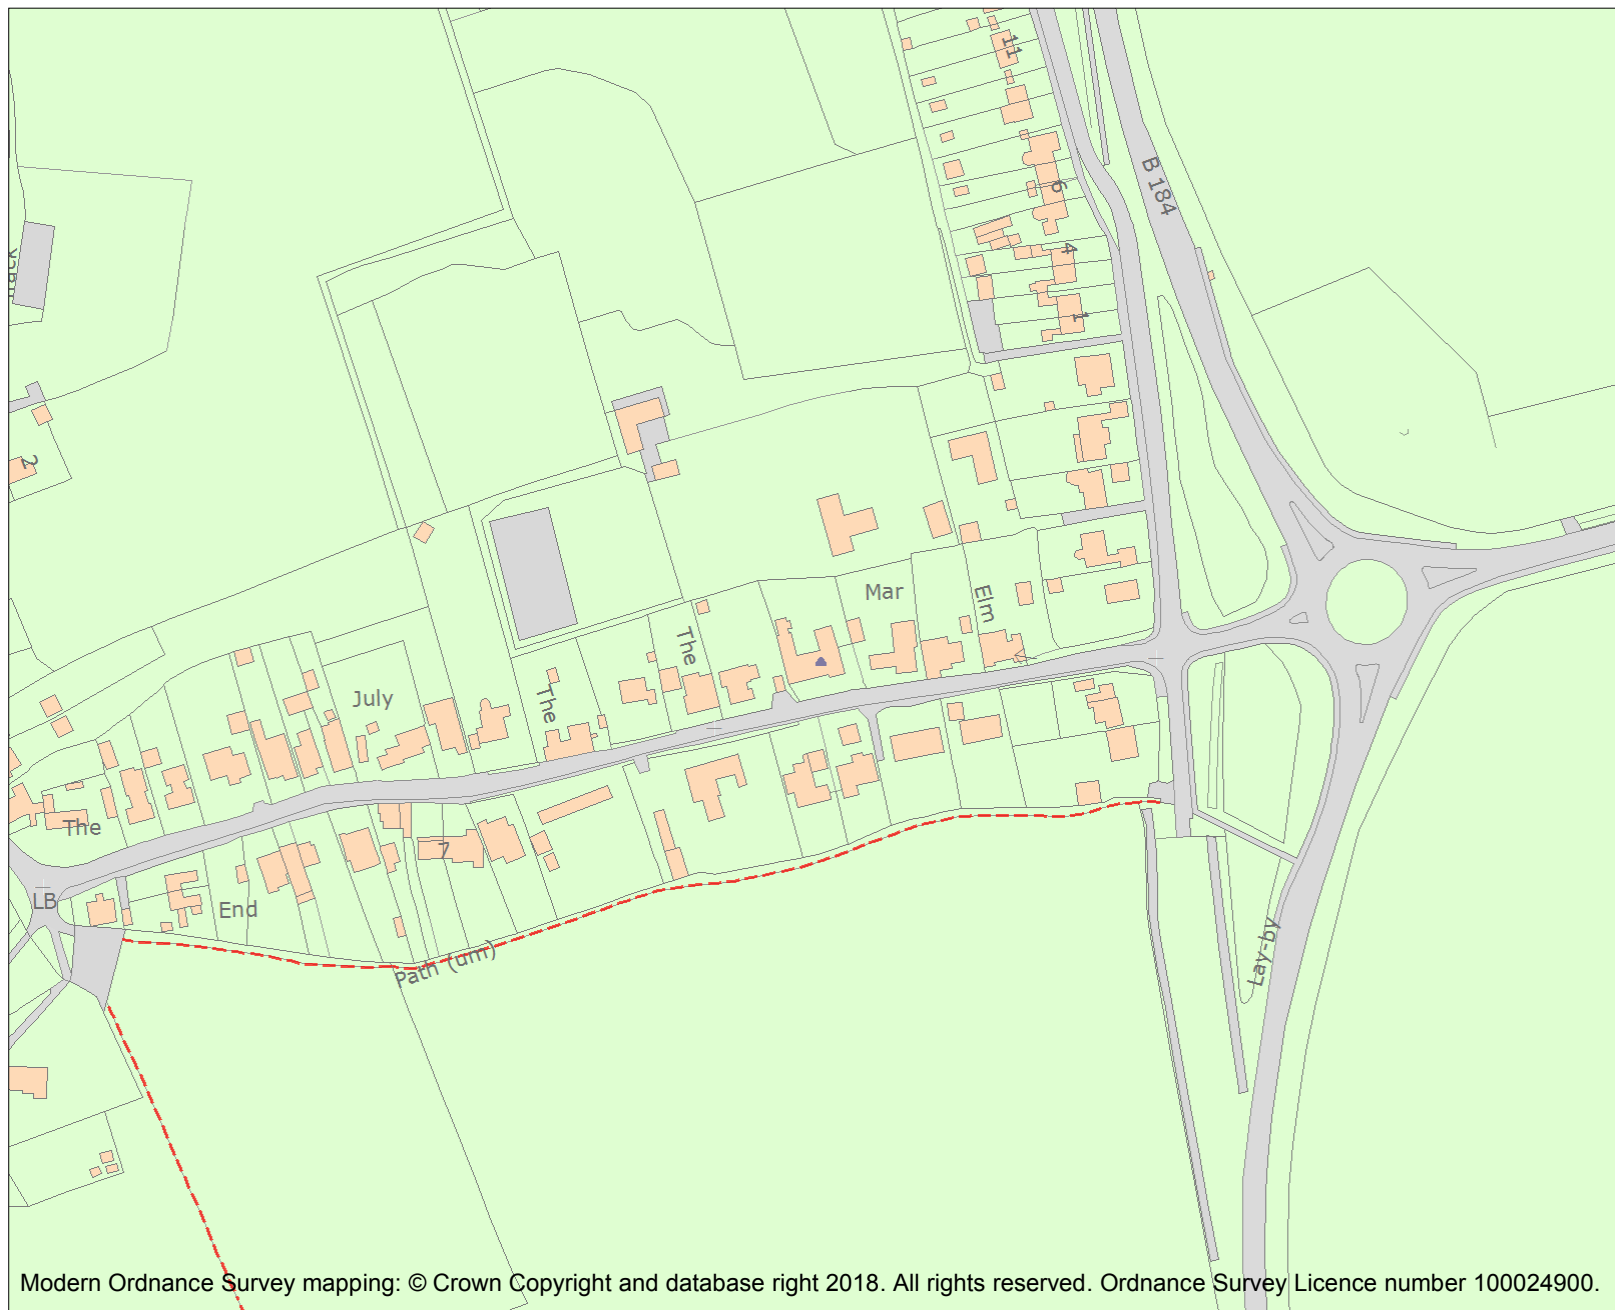 11
B 184
6
4
1
2
Mar
Elm
The
July
The
The
7
LB
End
Path (um)
Lay-by
Modern Ordnance Survey mapping: © Crown Copyright and database right 2018. All rights reserved. Ordnance Survey Licence number 100024900.